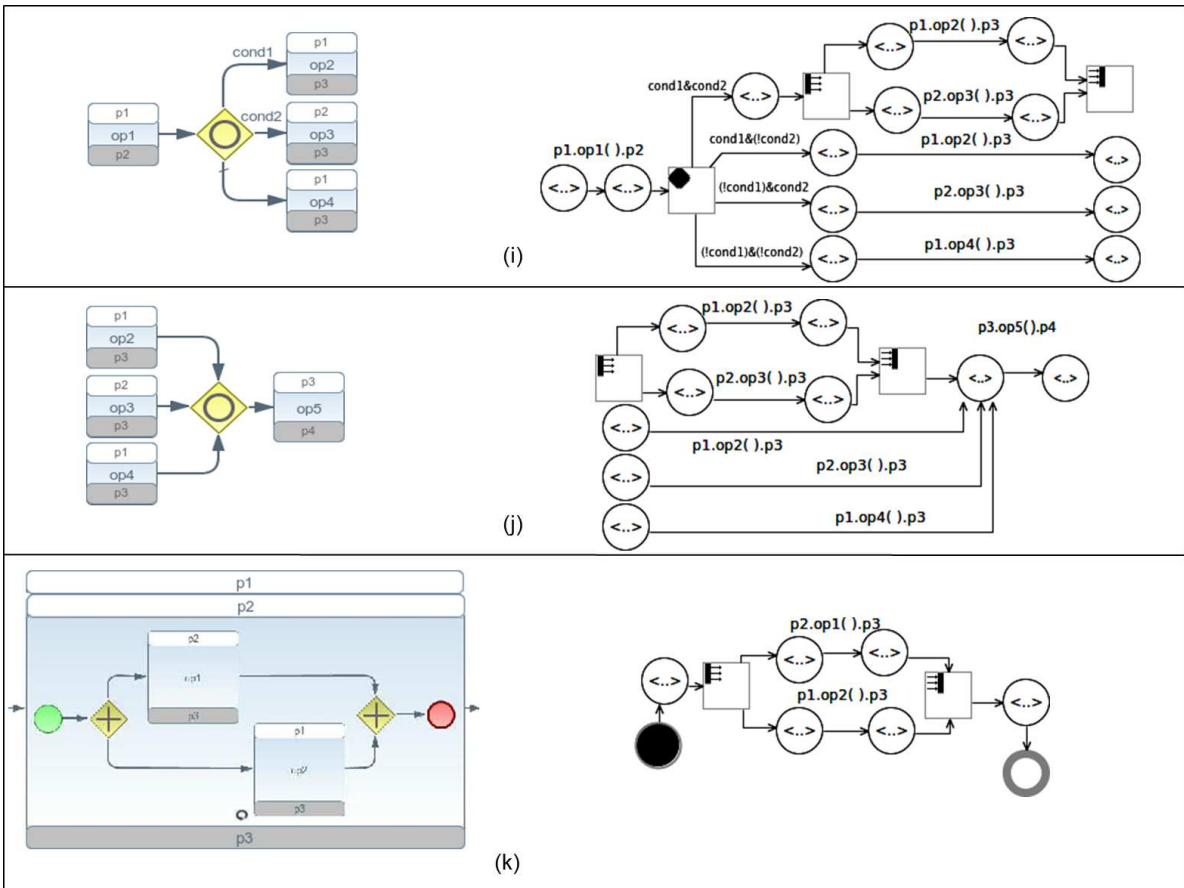 p1
op2
p3
cond1
p1
op1
p2
cond2
p2
op3
p3
p1
op4
p3
(i)
p1.op1( ).p2
<..>
<..>
cond1&cond2
<..>
p1.op2( ).p3
<..>
<..>
p2.op3( ).p3
<..>
<..>
cond1&(!cond2)
<..>
p1.op2( ).p3
<..>
(!cond1)&cond2
<..>
p2.op3( ).p3
<..>
(!cond1)&(!cond2)
<..>
p1.op4( ).p3
<..>
p1
op2
p3
p2
op3
p3
p1
op4
p3
p3
op5
p4
(j)
p1.op2( ).p3
<..>
<..>
p2.op3( ).p3
<..>
<..>
p3.op5().p4
<..>
<..>
<..>
p1.op2( ).p3
<..>
p2.op3( ).p3
<..>
p1.op4( ).p3
p1
p2
p2
op1
p3
p1
op2
p3
p3
(k)
<..>
p2.op1( ).p3
<..>
<..>
p1.op2( ).p3
<..>
<..>
<..>